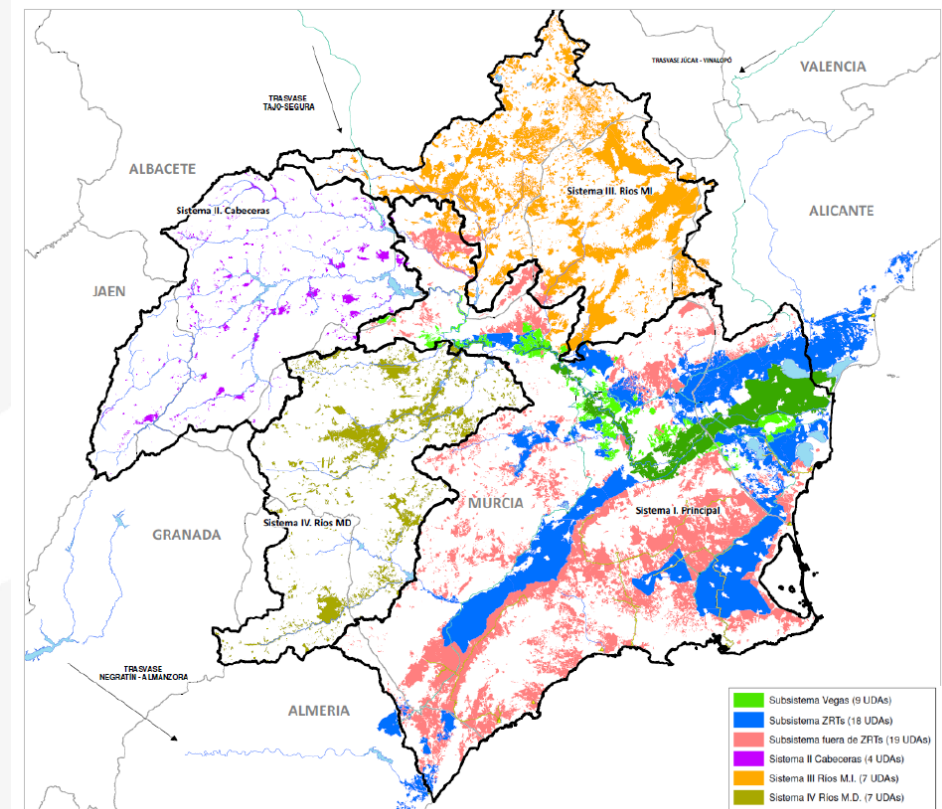 TRASVASE JÚCAR - VINALOPÓ
VALENCIA
TRASVASE
TAJO-SEGURA
ALBACETE
Sistema III. Rios MI
Sistema II. Cabeceras
ALICANTE
JAEN
MURCIA
Sistema I. Principal
Sistema IV. Rios MD
GRANADA
TRASVASE
NEGRATÍN - ALMANZORA
ALMERIA
Subsistema Vegas (9 UDAs)
Subsistema ZRTs (18 UDAs)
Subsistema fuera de ZRTs (19 UDAs)
Sistema II Cabeceras (4 UDAs)
Sistema III Ríos M.I. (7 UDAs)
Sistema IV Ríos M.D. (7 UDAs)